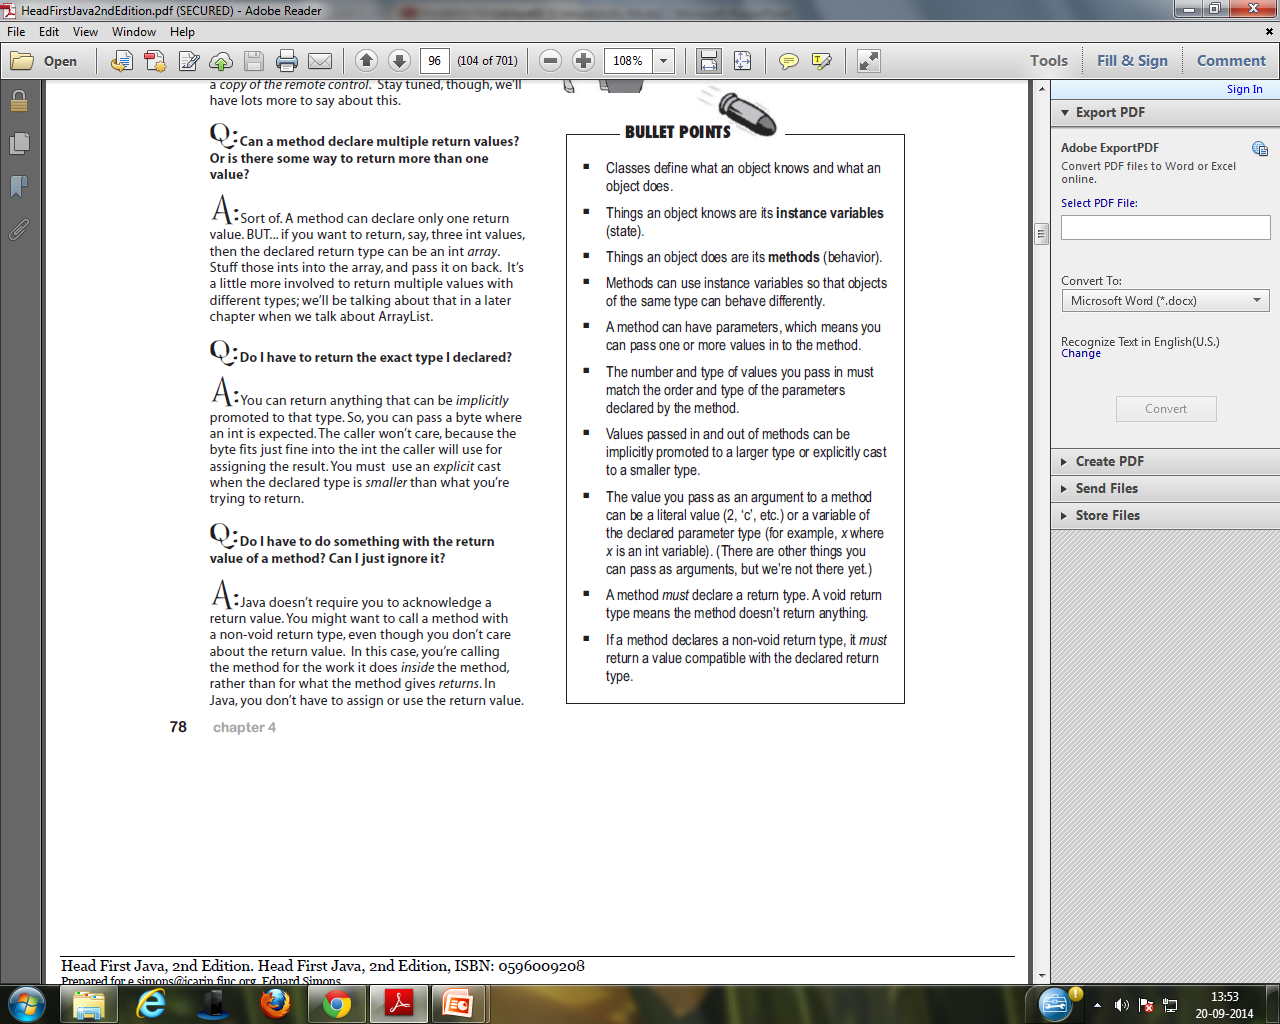 HeadFirstJava2ndEdition.pdf (SECURED) - Adobe Reader
File Edit View Window Help
Open 96 (104 of 701) 108% Tools Fill & Sign Comment
Sign In
a copy of the remote control. Stay tuned, though, we'll
have lots more to say about this.
Q: Can a method declare multiple return values?
Or is there some way to return more than one
value?
A: Sort of. A method can declare only one return
value. BUT... if you want to return, say, three int values,
then the declared return type can be an int array.
Stuff those ints into the array, and pass it on back. It's
a little more involved to return multiple values with
different types; we'll be talking about that in a later
chapter when we talk about ArrayList.
Q: Do I have to return the exact type I declared?
A: You can return anything that can be implicitly
promoted to that type. So, you can pass a byte where
an int is expected. The caller won't care, because the
byte fits just fine into the int the caller will use for
assigning the result. You must use an explicit cast
when the declared type is smaller than what you're
trying to return.
Q: Do I have to do something with the return
value of a method? Can I just ignore it?
A: Java doesn't require you to acknowledge a
return value. You might want to call a method with
a non-void return type, even though you don't care
about the return value. In this case, you're calling
the method for the work it does inside the method,
rather than for what the method gives returns. In
Java, you don't have to assign or use the return value.
BULLET POINTS
Classes define what an object knows and what an
object does.
Things an object knows are its instance variables
(state).
Things an object does are its methods (behavior).
Methods can use instance variables so that objects
of the same type can behave differently.
A method can have parameters, which means you
can pass one or more values in to the method.
The number and type of values you pass in must
match the order and type of the parameters
declared by the method.
Values passed in and out of methods can be
implicitly promoted to a larger type or explicitly cast
to a smaller type.
The value you pass as an argument to a method
can be a literal value (2, 'c', etc.) or a variable of
the declared parameter type (for example, x where
x is an int variable). (There are other things you
can pass as arguments, but we're not there yet.)
A method must declare a return type. A void return
type means the method doesn't return anything.
If a method declares a non-void return type, it must
return a value compatible with the declared return
type.
78 chapter 4
Head First Java, 2nd Edition. Head First Java, 2nd Edition, ISBN: 0596009208
Prepared for e.simons@icarin.fiuc.org, Eduard Simons
Export PDF
Adobe ExportPDF
Convert PDF files to Word or Excel
online.
Select PDF File:
Convert To:
Microsoft Word (*.docx)
Recognize Text in English(U.S.)
Change
Convert
Create PDF
Send Files
Store Files
13:53
20-09-2014